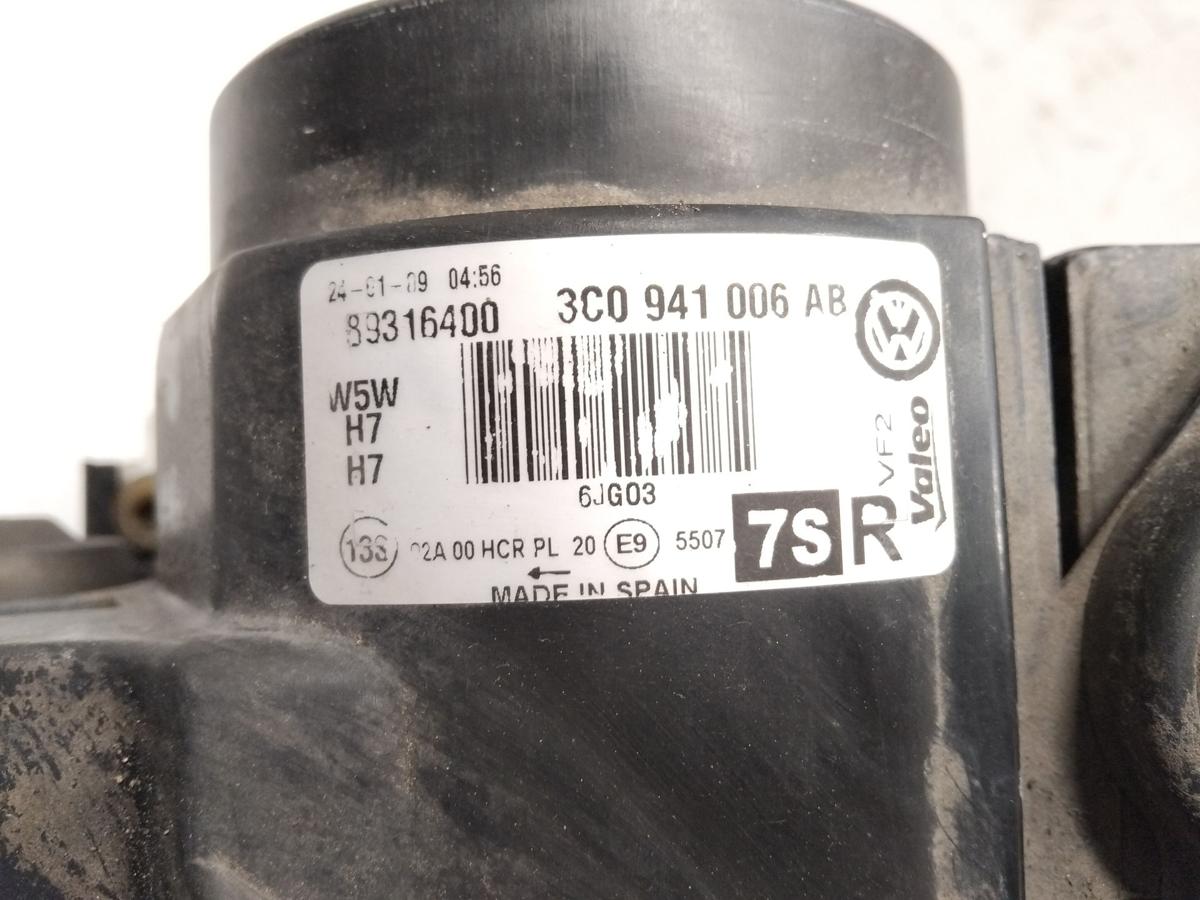 24-01-09 04:56
89316400 3C0 941 006 AB
W5W
H7
H7
6JG03
VF2
Valeo
02A 00 HCR PL 20 E9 5507 7S R
MADE IN SPAIN